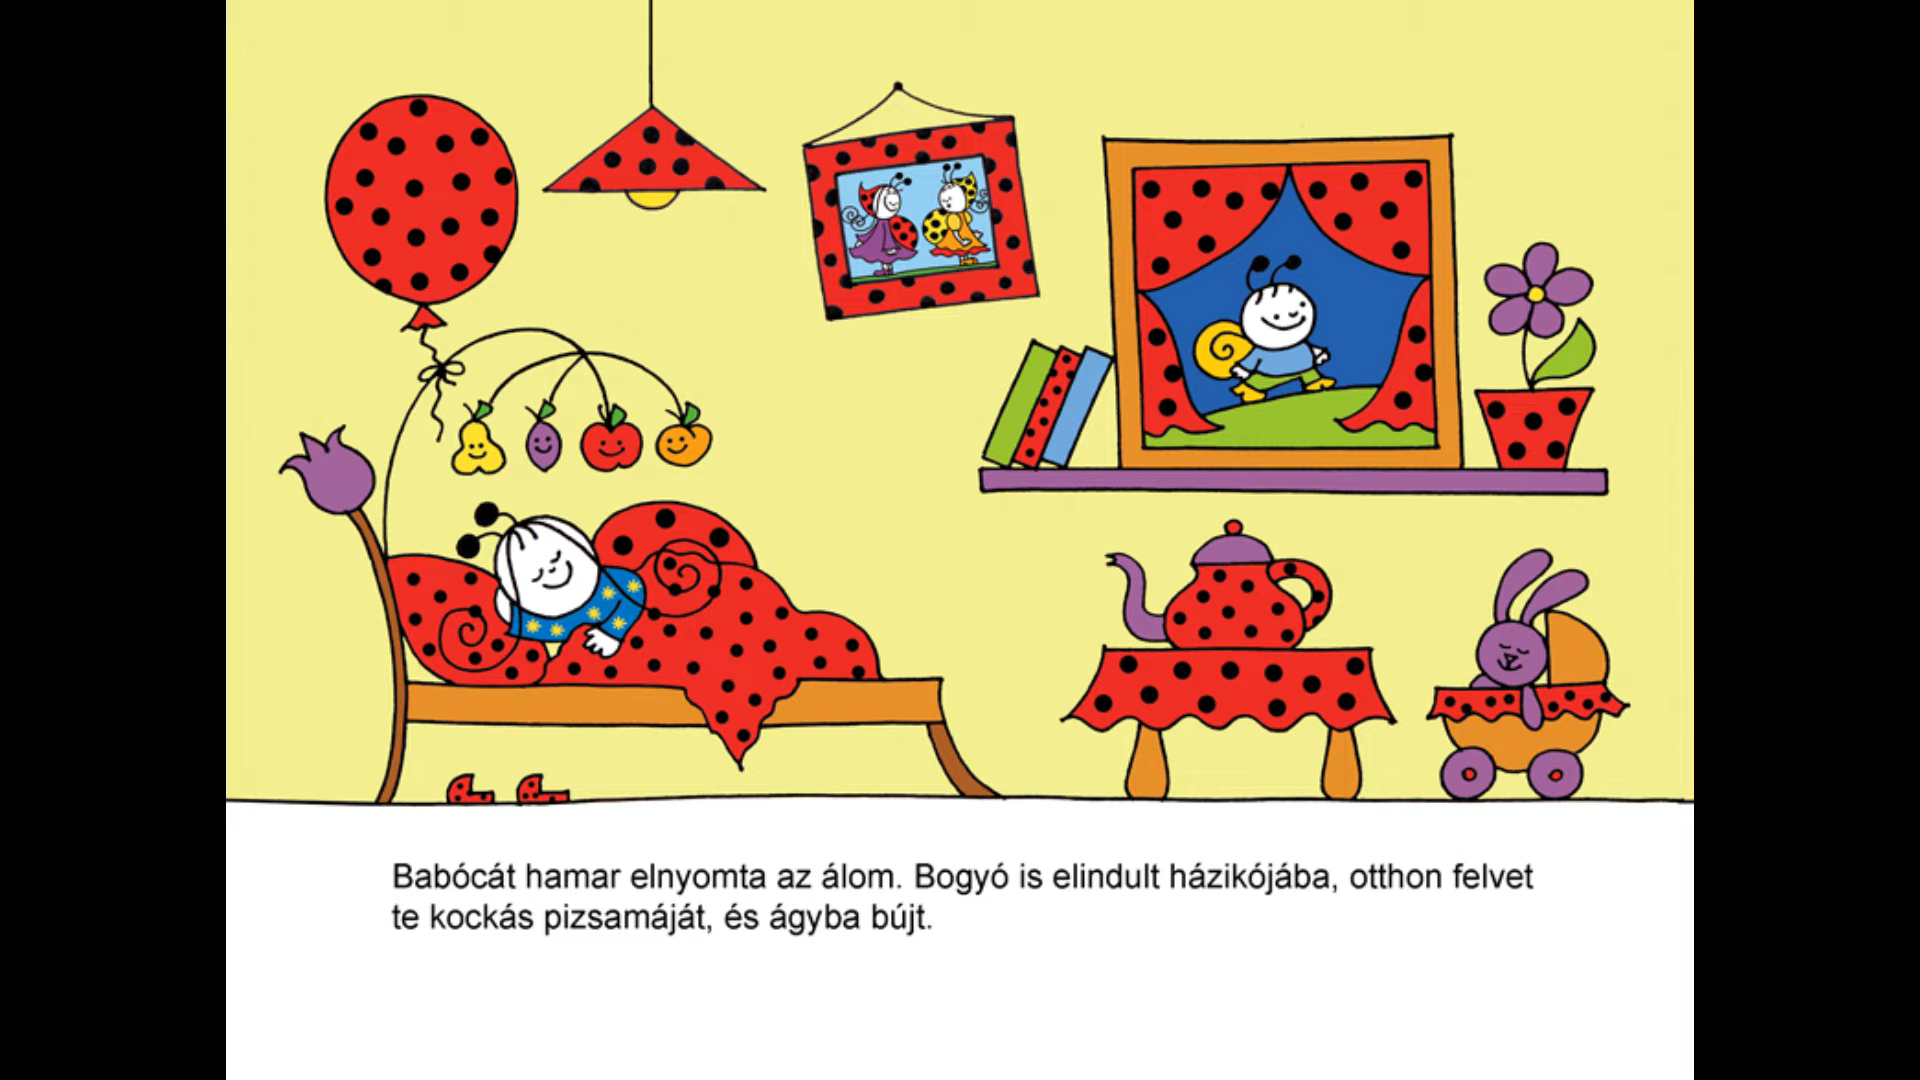 Babócát hamar elnyomta az álom. Bogyó is elindult házikójába, otthon felvet
te kockás pizsamáját, és ágyba bújt.